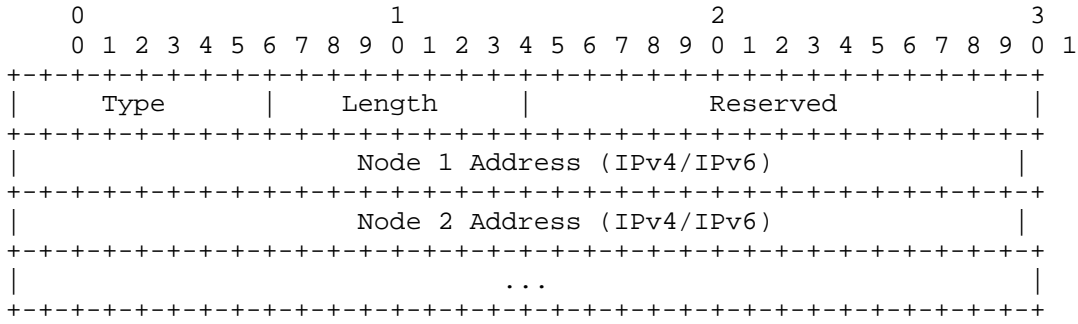 0                   1                   2                   3
0 1 2 3 4 5 6 7 8 9 0 1 2 3 4 5 6 7 8 9 0 1 2 3 4 5 6 7 8 9 0 1
+-+-+-+-+-+-+-+-+-+-+-+-+-+-+-+-+-+-+-+-+-+-+-+-+-+-+-+-+-+-+-+-+
|     Type      |    Length     |           Reserved            |
+-+-+-+-+-+-+-+-+-+-+-+-+-+-+-+-+-+-+-+-+-+-+-+-+-+-+-+-+-+-+-+-+
|                     Node 1 Address (IPv4/IPv6)               |
+-+-+-+-+-+-+-+-+-+-+-+-+-+-+-+-+-+-+-+-+-+-+-+-+-+-+-+-+-+-+-+-+
|                     Node 2 Address (IPv4/IPv6)               |
+-+-+-+-+-+-+-+-+-+-+-+-+-+-+-+-+-+-+-+-+-+-+-+-+-+-+-+-+-+-+-+-+
|                              ...                              |
+-+-+-+-+-+-+-+-+-+-+-+-+-+-+-+-+-+-+-+-+-+-+-+-+-+-+-+-+-+-+-+-+